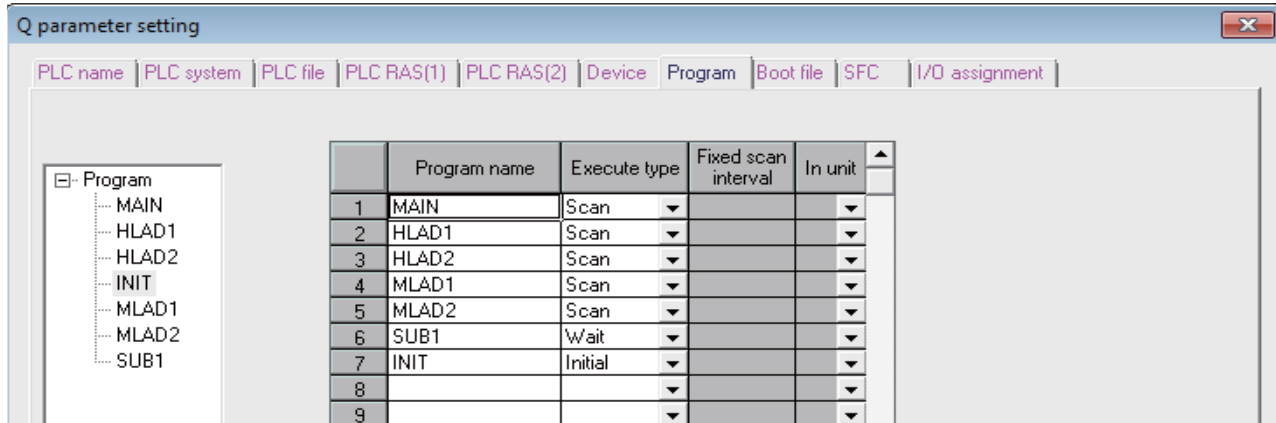 Q parameter setting
PLC name PLC system PLC file PLC RAS(1) PLC RAS(2) Device Program Boot file SFC I/O assignment
Program
MAIN
HLAD1
HLAD2
INIT
MLAD1
MLAD2
SUB1
Program name Execute type Fixed scan interval In unit
1 MAIN Scan
2 HLAD1 Scan
3 HLAD2 Scan
4 MLAD1 Scan
5 MLAD2 Scan
6 SUB1 Wait
7 INIT Initial
8
9